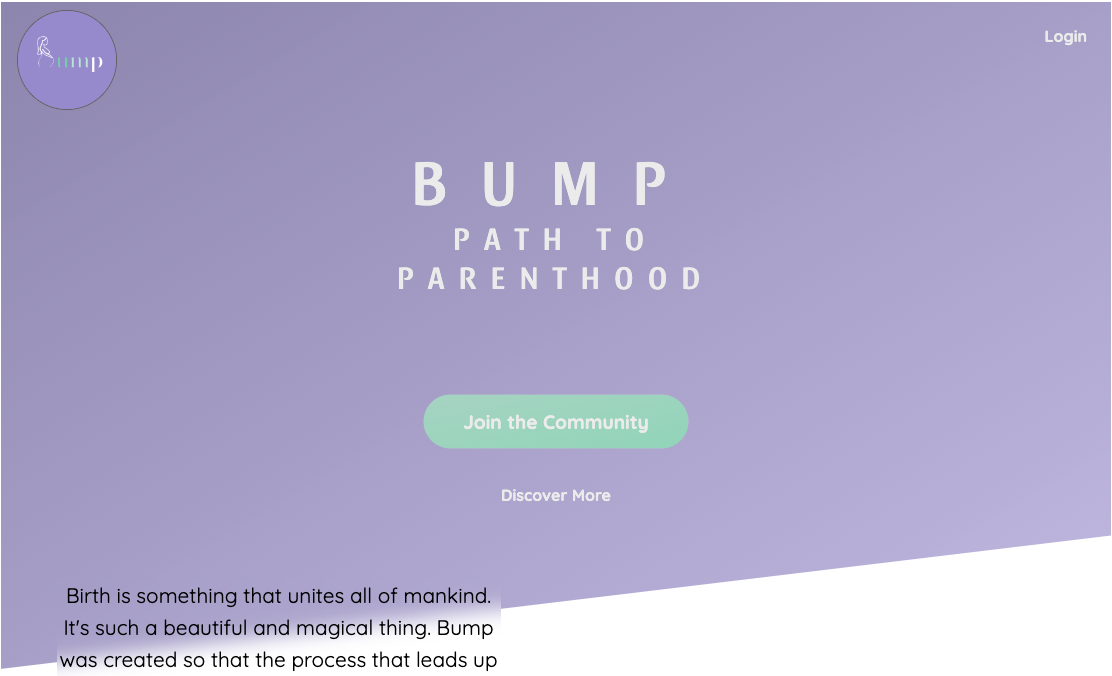 Bump
Login
BUMP
PATH TO
PARENTHOOD
Join the Community
Discover More
Birth is something that unites all of mankind.
It's such a beautiful and magical thing. Bump
was created so that the process that leads up